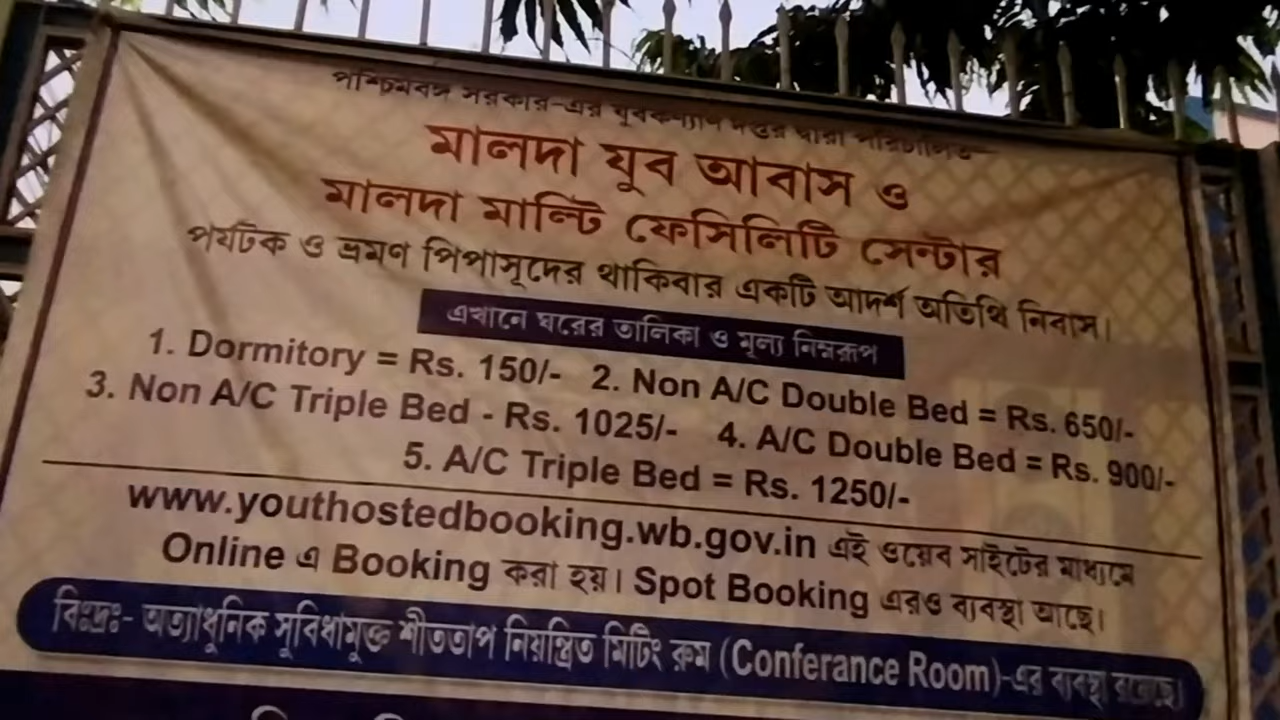 পশ্চিমবঙ্গ সরকার-এর যুবকল্যাণ দপ্তর দ্বারা পরিচালিত
মালদা যুব আবাস ও
মালদা মাল্টি ফেসিলিটি সেন্টার
পর্যটক ও ভ্রমণ পিপাসূদের থাকিবার একটি আদর্শ অতিথি নিবাস।
এখানে ঘরের তালিকা ও মূল্য নিম্নরূপ
1. Dormitory = Rs. 150/- 2. Non A/C Double Bed = Rs. 650/-
3. Non A/C Triple Bed - Rs. 1025/- 4. A/C Double Bed = Rs. 900/-
5. A/C Triple Bed = Rs. 1250/-
www.youthostedbooking.wb.gov.in এই ওয়েব সাইটের মাধ্যমে
Online এ Booking করা হয়। Spot Booking এরও ব্যবস্থা আছে।
বিঃদ্রঃ- অত্যাধুনিক সুবিধামুক্ত শীততাপ নিয়ন্ত্রিত মিটিং রুম (Conferance Room)-এর ব্যবস্থা রয়েছে।